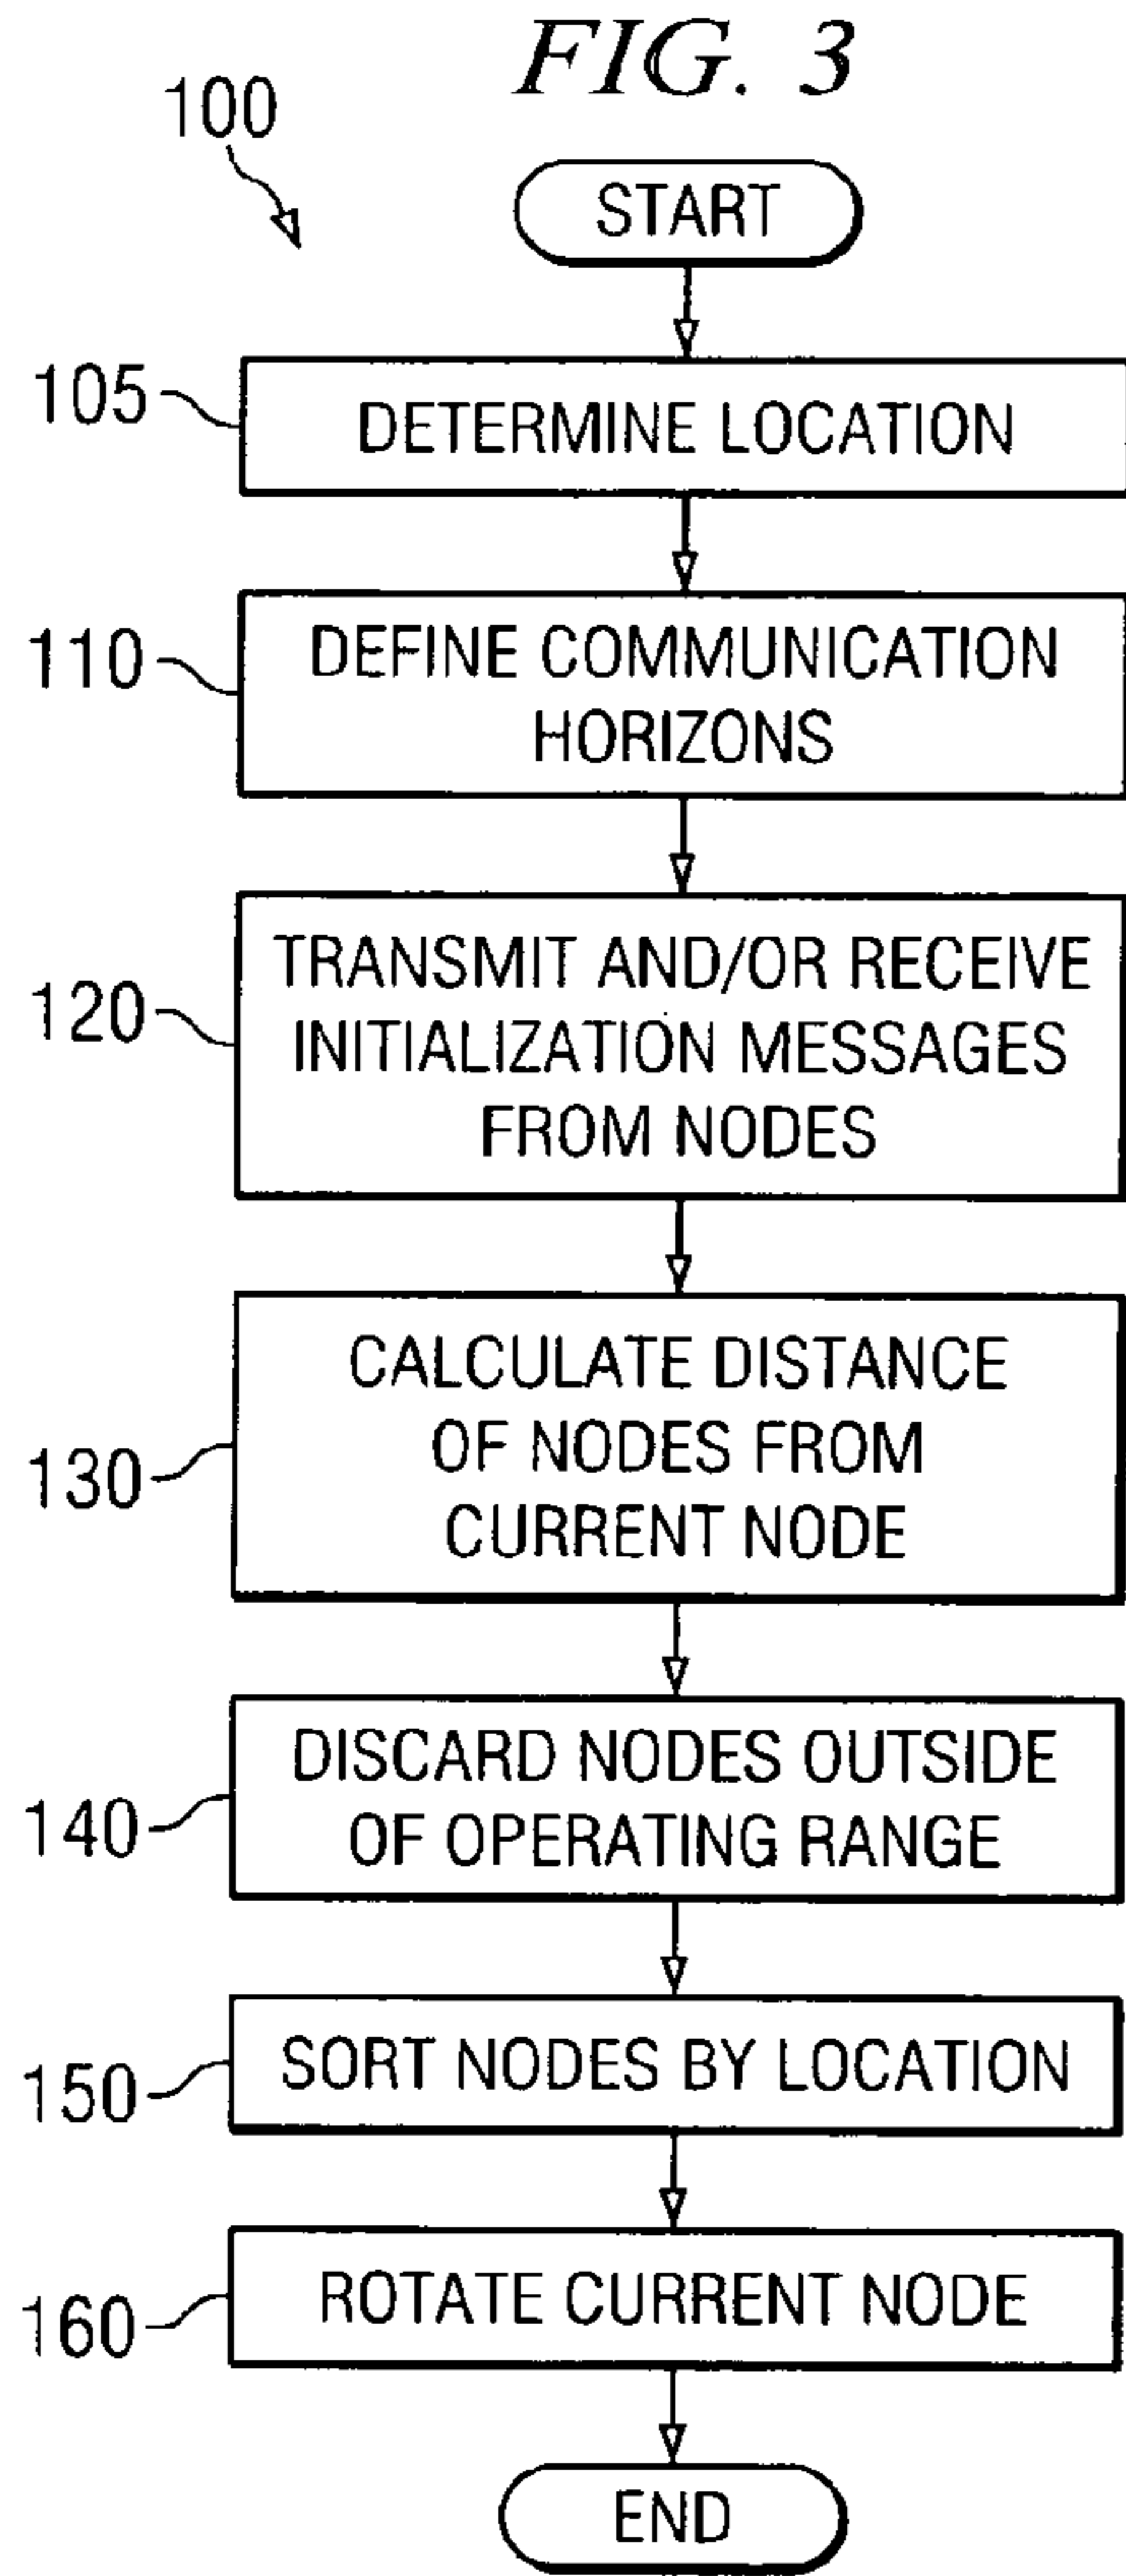 FIG. 3
100
START
105
DETERMINE LOCATION
110
DEFINE COMMUNICATION
HORIZONS
120
TRANSMIT AND/OR RECEIVE
INITIALIZATION MESSAGES
FROM NODES
130
CALCULATE DISTANCE
OF NODES FROM
CURRENT NODE
140
DISCARD NODES OUTSIDE
OF OPERATING RANGE
150
SORT NODES BY LOCATION
160
ROTATE CURRENT NODE
END